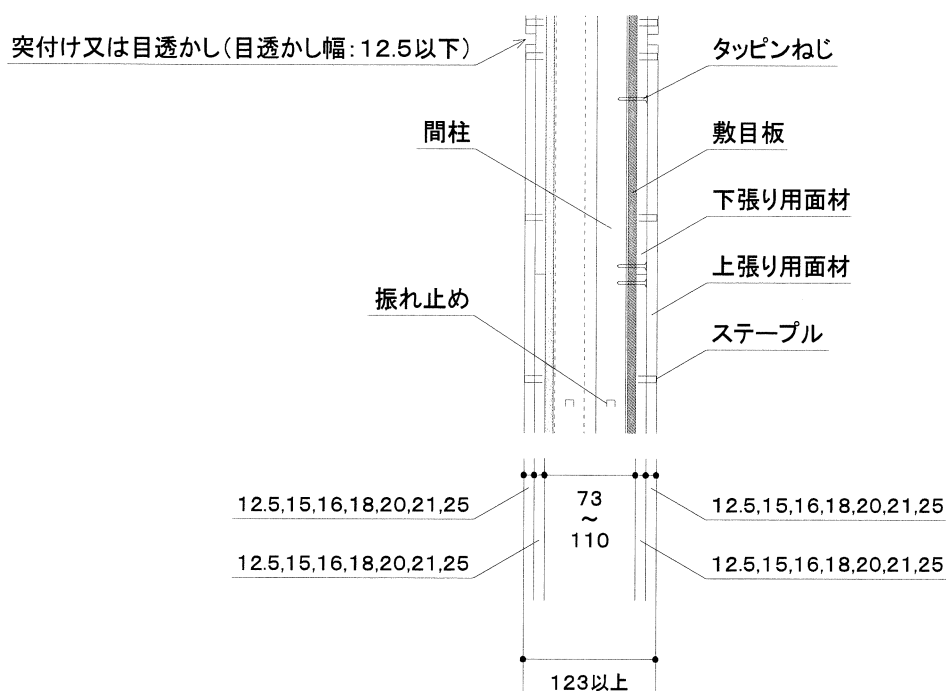 突付け又は目透かし(目透かし幅:12.5以下)
タッピンねじ
間柱
敷目板
下張り用面材
上張り用面材
振れ止め
ステープル
12.5,15,16,18,20,21,25
73
～
110
12.5,15,16,18,20,21,25
12.5,15,16,18,20,21,25
12.5,15,16,18,20,21,25
123以上